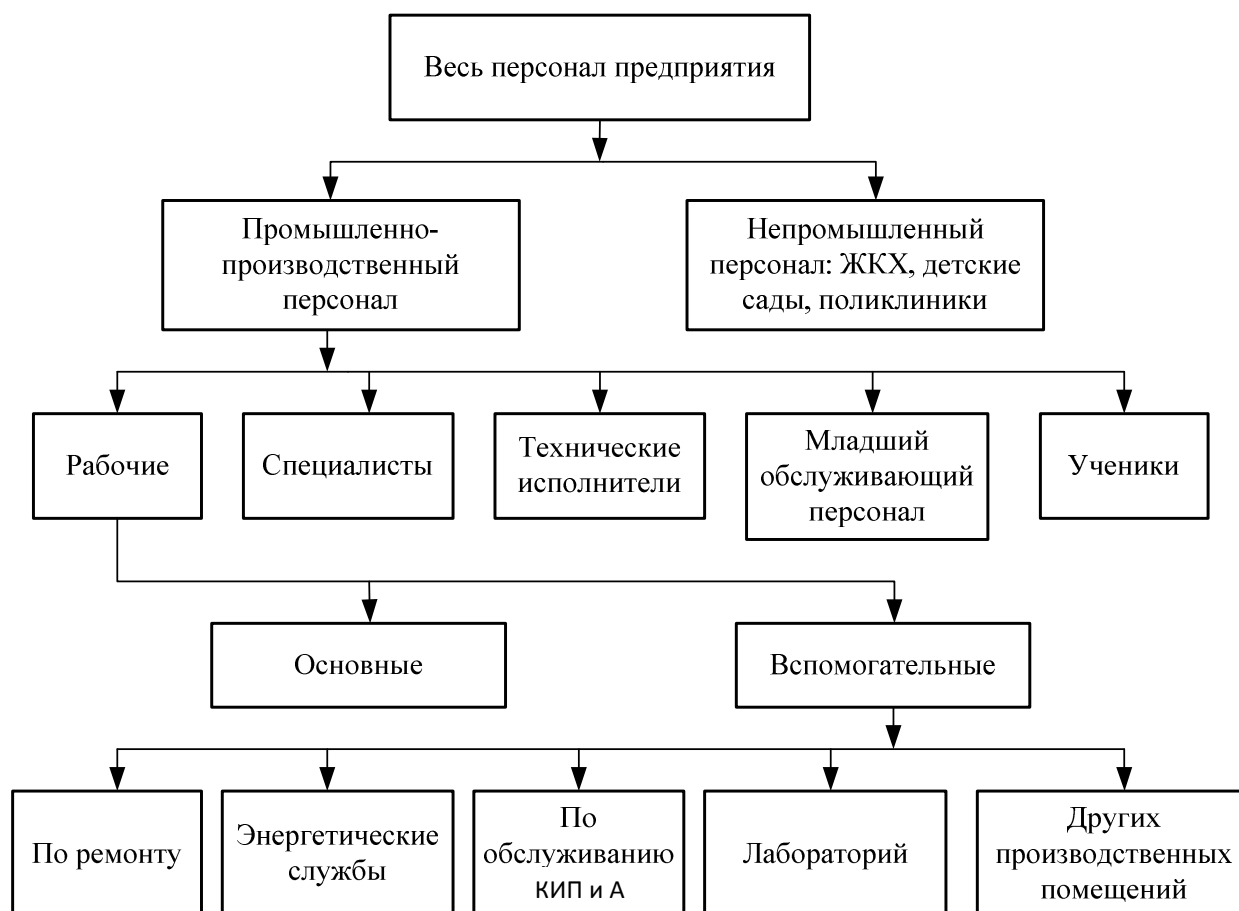 Весь персонал предприятия
Промышленно-
производственный
персонал
Непромышленный
персонал: ЖКХ, детские
сады, поликлиники
Рабочие
Специалисты
Технические
исполнители
Младший
обслуживающий
персонал
Ученики
Основные
Вспомогательные
По ремонту
Энергетические
службы
По
обслуживанию
КИП и А
Лабораторий
Других
производственных
помещений